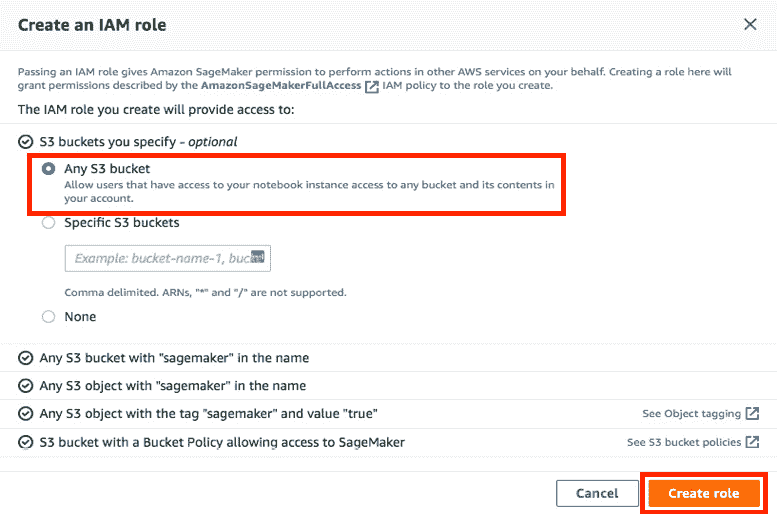 Create an IAM role
Passing an IAM role gives Amazon SageMaker permission to perform actions in other AWS services on your behalf. Creating a role here will
grant permissions described by the AmazonSageMakerFullAccess IAM policy to the role you create.
The IAM role you create will provide access to:
S3 buckets you specify - optional
Any S3 bucket
Allow users that have access to your notebook instance access to any bucket and its contents in
your account.
Specific S3 buckets
Example: bucket-name-1, buc
Comma delimited. ARNs, "*" and "/" are not supported.
None
Any S3 bucket with "sagemaker" in the name
Any S3 object with "sagemaker" in the name
Any S3 object with the tag "sagemaker" and value "true" See Object tagging
S3 bucket with a Bucket Policy allowing access to SageMaker See S3 bucket policies
Cancel Create role